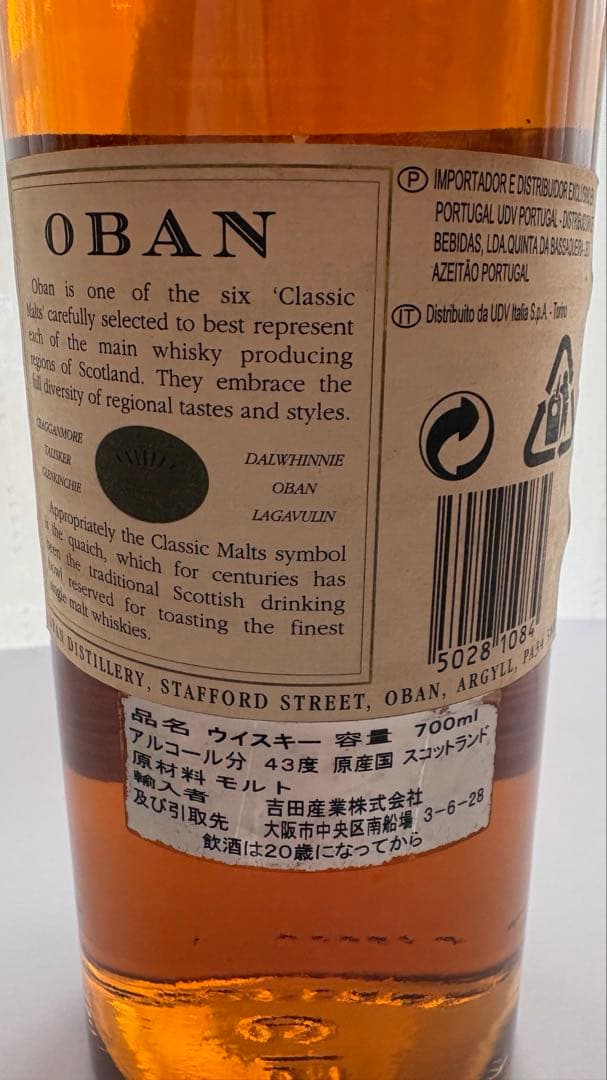 OBAN
Oban is one of the six ‘Classic
Malts’ carefully selected to best represent
each of the main whisky producing
regions of Scotland. They embrace the
full diversity of regional tastes and styles.
CRAGGANMORE
TALISKER
GLENKINCHIE
DALWHINNIE
OBAN
LAGAVULIN
Appropriately the Classic Malts symbol
is the quaich, which for centuries has
been the traditional Scottish drinking
bowl reserved for toasting the finest
single malt whiskies.
DISTILLERY, STAFFORD STREET, OBAN, ARGYLL, PA34
P IMPORTADOR E DISTRIBUIDOR EXCLUSIVO
PORTUGAL UDV PORTUGAL -
BEBIDAS, LDA. QUINTA DA
AZEITÃO PORTUGAL
IT Distribuito da UDV Italia S.p.A. - Torino
5028 1084
品名 ウイスキー 容量 700ml
アルコール分 43度 原産国 スコットランド
原材料 モルト
輸入者 吉田産業株式会社
及び引取先 大阪市中央区南船場 3-6-28
飲酒は20歳になってから